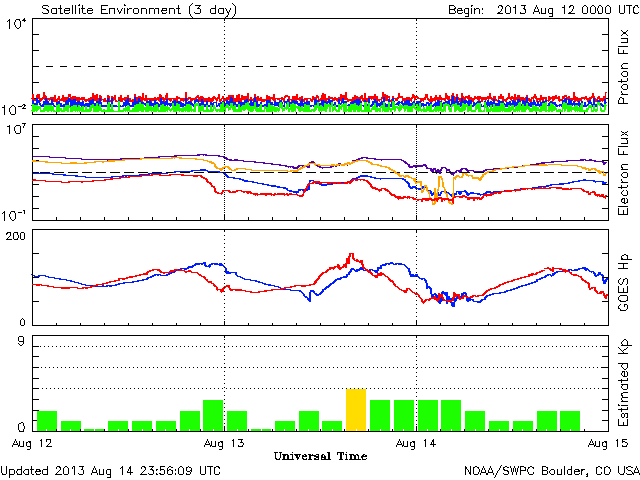 Satellite Environment (3 day) Begin: 2013 Aug 12 0000 UTC
10⁴
10⁻²
Proton Flux
10⁷
10⁻¹
Electron Flux
200
0
GOES Hp
9
0
Estimated Kp
Aug 12 Aug 13 Aug 14 Aug 15
Universal Time
Updated 2013 Aug 14 23:56:09 UTC NOAA/SWPC Boulder, CO USA